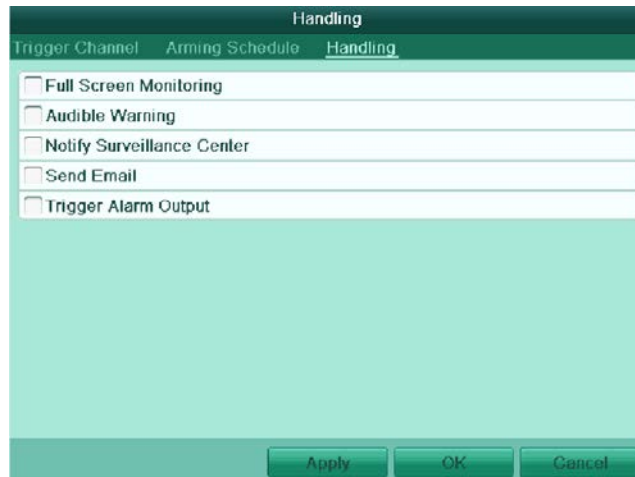 Handling
Trigger Channel Arming Schedule Handling
Full Screen Monitoring
Audible Warning
Notify Surveillance Center
Send Email
Trigger Alarm Output
Apply OK Cancel